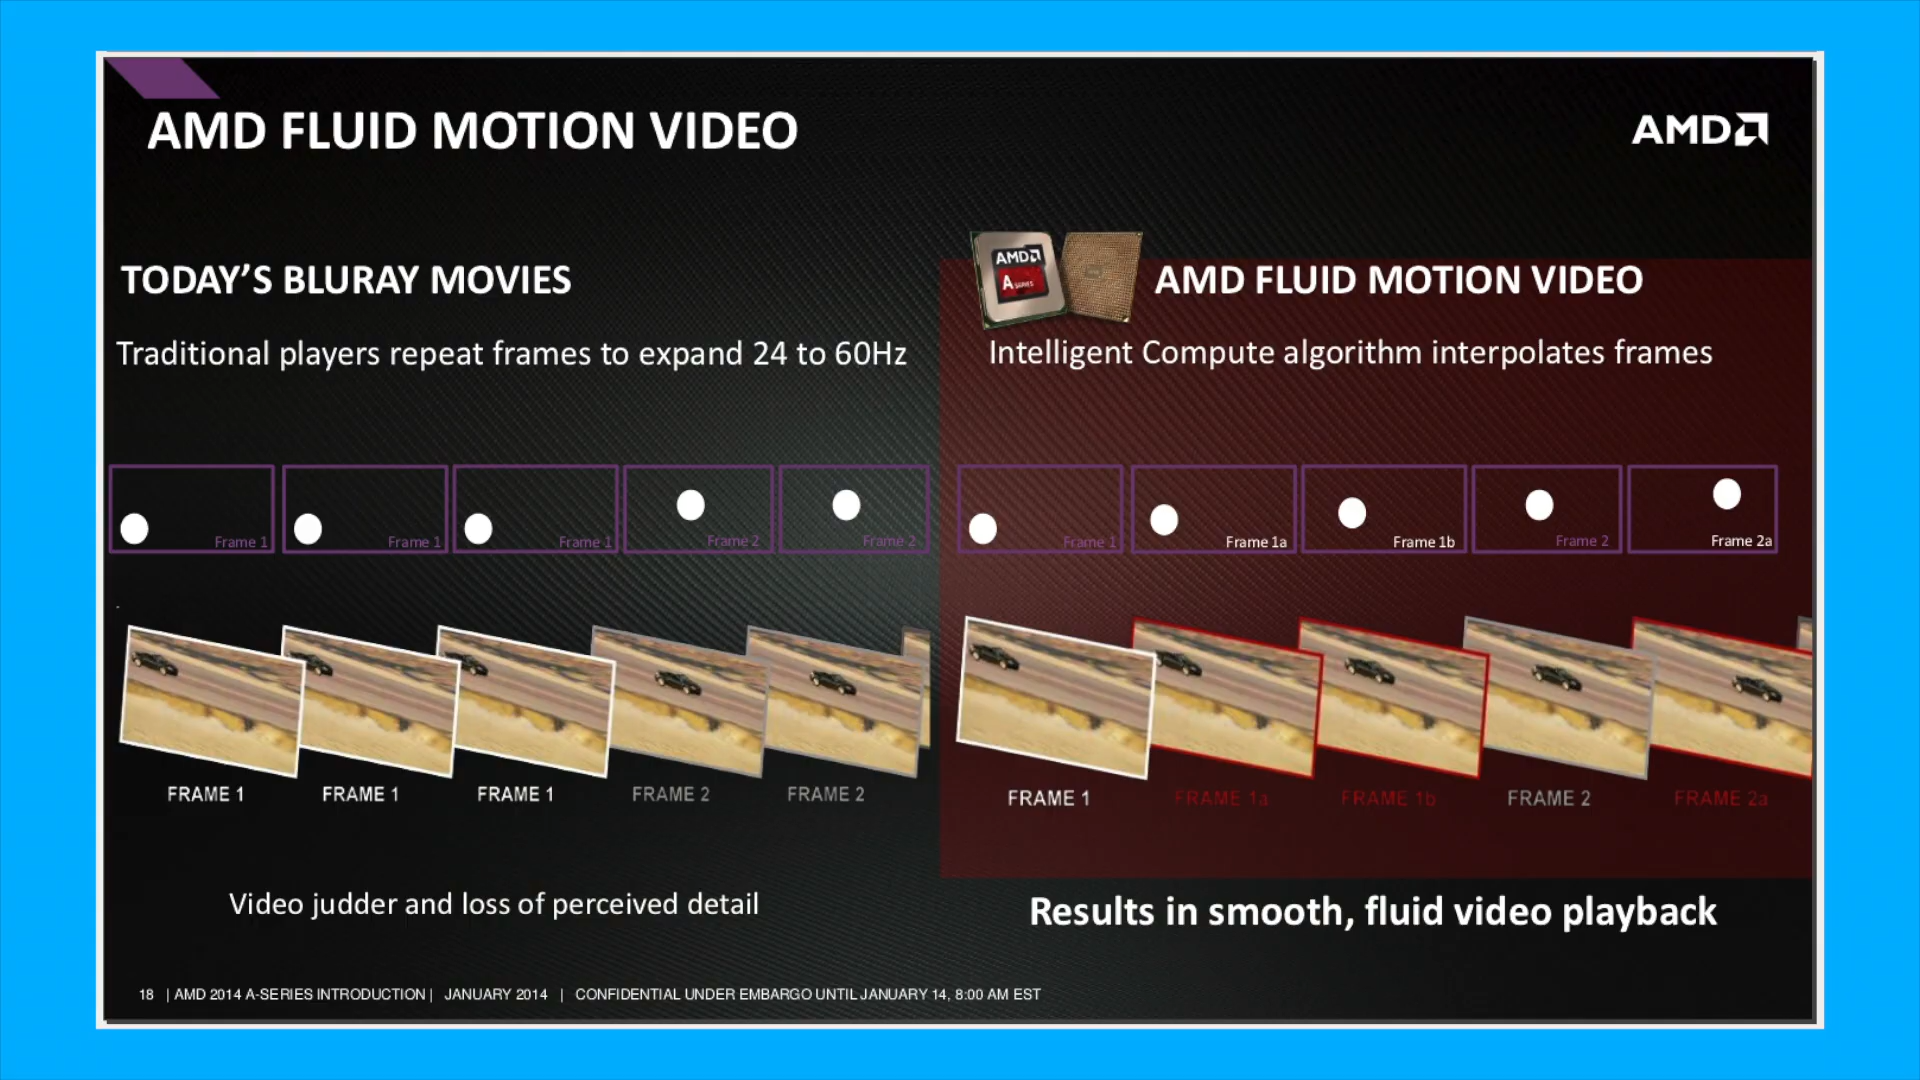 AMD FLUID MOTION VIDEO
AMD
TODAY'S BLURAY MOVIES
Traditional players repeat frames to expand 24 to 60Hz
Frame 1
Frame 1
Frame 1
Frame 2
Frame 2
FRAME 1
FRAME 1
FRAME 1
FRAME 2
FRAME 2
Video judder and loss of perceived detail
AMD
A SERIES
AMD FLUID MOTION VIDEO
Intelligent Compute algorithm interpolates frames
Frame 1
Frame 1a
Frame 1b
Frame 2
Frame 2a
FRAME 1
FRAME 1a
FRAME 1b
FRAME 2
FRAME 2a
Results in smooth, fluid video playback
18 | AMD 2014 A-SERIES INTRODUCTION | JANUARY 2014 | CONFIDENTIAL UNDER EMBARGO UNTIL JANUARY 14, 8:00 AM EST